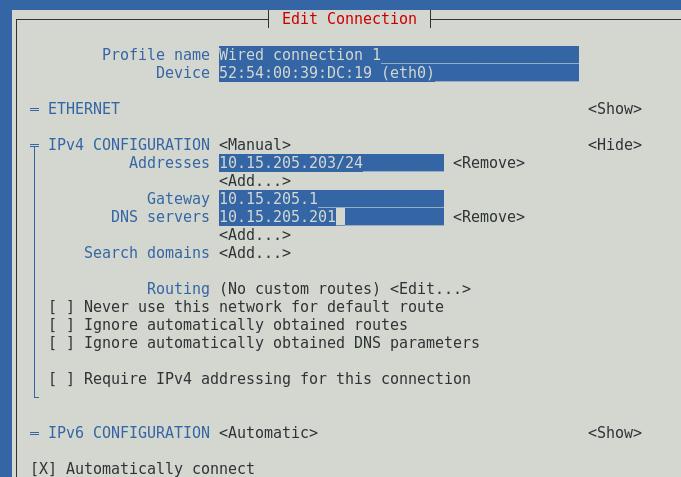 Edit Connection
Profile name Wired connection 1
Device 52:54:00:39:DC:19 (eth0)
= ETHERNET <Show>
= IPv4 CONFIGURATION <Manual> <Hide>
Addresses 10.15.205.203/24 <Remove>
<Add...>
Gateway 10.15.205.1
DNS servers 10.15.205.201 <Remove>
<Add...>
Search domains <Add...>
Routing (No custom routes) <Edit...>
[ ] Never use this network for default route
[ ] Ignore automatically obtained routes
[ ] Ignore automatically obtained DNS parameters
[ ] Require IPv4 addressing for this connection
= IPv6 CONFIGURATION <Automatic> <Show>
[X] Automatically connect